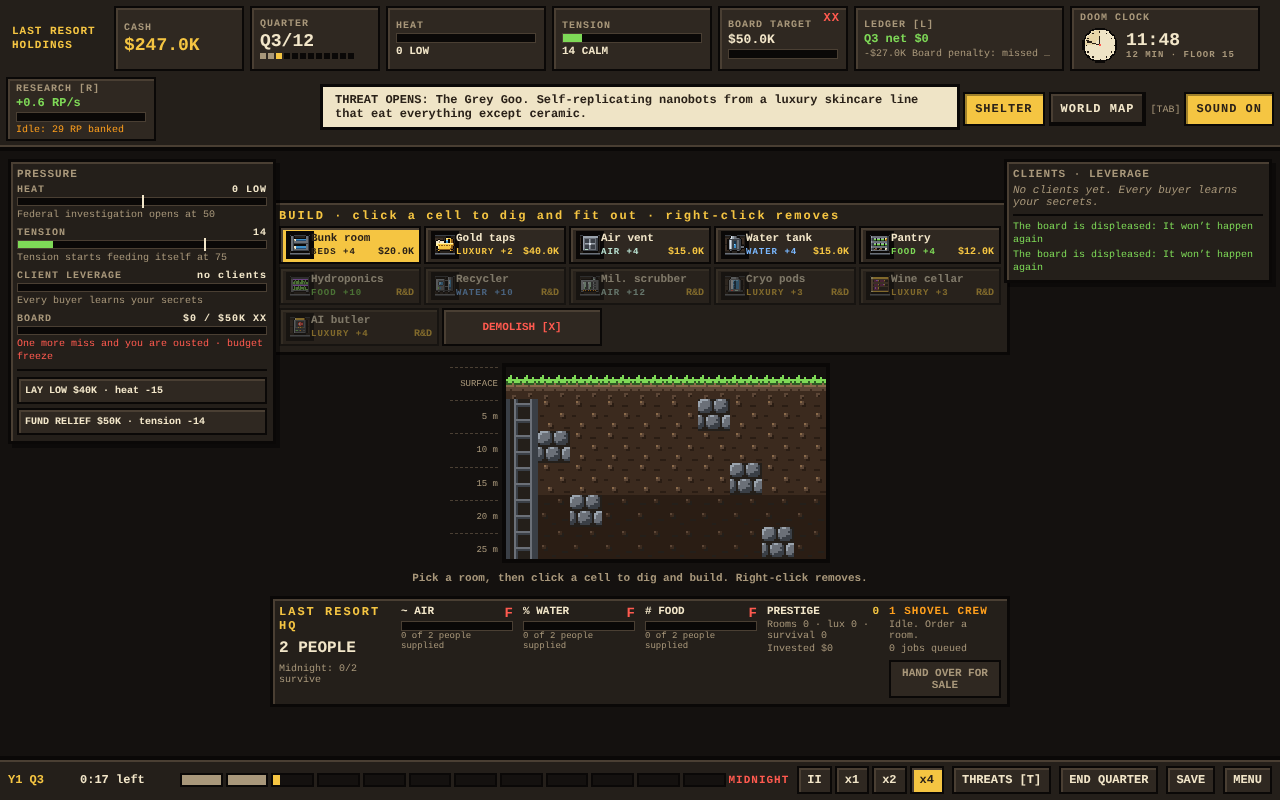 LAST RESORT
HOLDINGS
CASH
$247.0K
QUARTER
Q3/12
HEAT
0 LOW
TENSION
14 CALM
BOARD TARGET XX
$50.0K
LEDGER [L]
Q3 net $0
-$27.0K Board penalty: missed …
DOOM CLOCK
11:48
12 MIN · FLOOR 15
RESEARCH [R]
+0.6 RP/s
Idle: 29 RP banked
THREAT OPENS: The Grey Goo. Self-replicating nanobots from a luxury skincare line
that eat everything except ceramic.
SHELTER
WORLD MAP
[TAB]
SOUND ON
PRESSURE
HEAT 0 LOW
Federal investigation opens at 50
TENSION 14
Tension starts feeding itself at 75
CLIENT LEVERAGE no clients
Every buyer learns your secrets
BOARD $0 / $50K XX
One more miss and you are ousted · budget
freeze
LAY LOW $40K · heat -15
FUND RELIEF $50K · tension -14
BUILD · click a cell to dig and fit out · right-click removes
Bunk room
BEDS +4 $20.0K
Gold taps
LUXURY +2 $40.0K
Air vent
AIR +4 $15.0K
Water tank
WATER +4 $15.0K
Pantry
FOOD +4 $12.0K
Hydroponics
FOOD +10 R&D
Recycler
WATER +10 R&D
Mil. scrubber
AIR +12 R&D
Cryo pods
LUXURY +3 R&D
Wine cellar
LUXURY +3 R&D
AI butler
LUXURY +4 R&D
DEMOLISH [X]
CLIENTS · LEVERAGE
No clients yet. Every buyer learns
your secrets.
The board is displeased: It won't happen
again
The board is displeased: It won't happen
again
SURFACE
5 m
10 m
15 m
20 m
25 m
Pick a room, then click a cell to dig and build. Right-click removes.
LAST RESORT
HQ
2 PEOPLE
Midnight: 0/2
survive
~ AIR F
0 of 2 people
supplied
% WATER F
0 of 2 people
supplied
# FOOD F
0 of 2 people
supplied
PRESTIGE 0
Rooms 0 · lux 0 ·
survival 0
Invested $0
1 SHOVEL CREW
Idle. Order a
room.
0 jobs queued
HAND OVER FOR
SALE
Y1 Q3
0:17 left
MIDNIGHT
II
x1
x2
x4
THREATS [T]
END QUARTER
SAVE
MENU